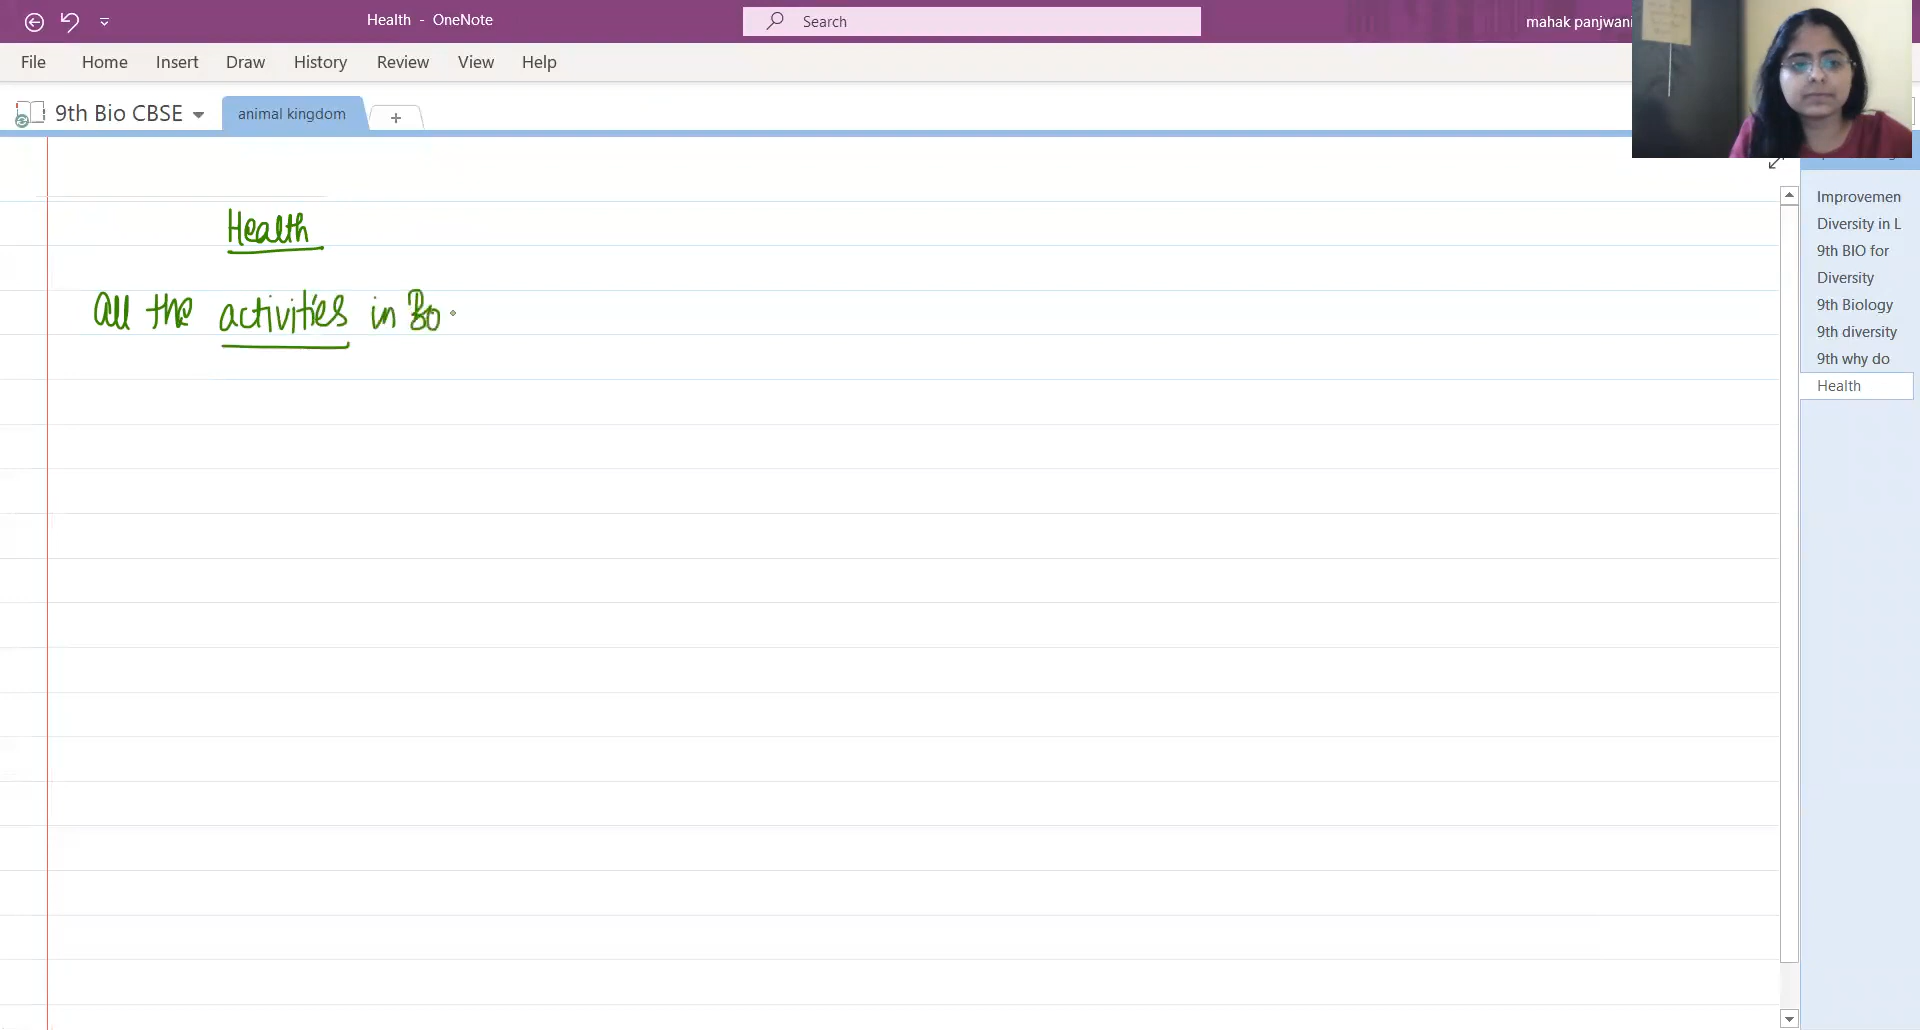 Health - OneNote
Search
mahak panjwani
File Home Insert Draw History Review View Help
9th Bio CBSE
animal kingdom
+
Health
All the activities in Bo
Improvemen
Diversity in L
9th BIO for
Diversity
9th Biology
9th diversity
9th why do
Health